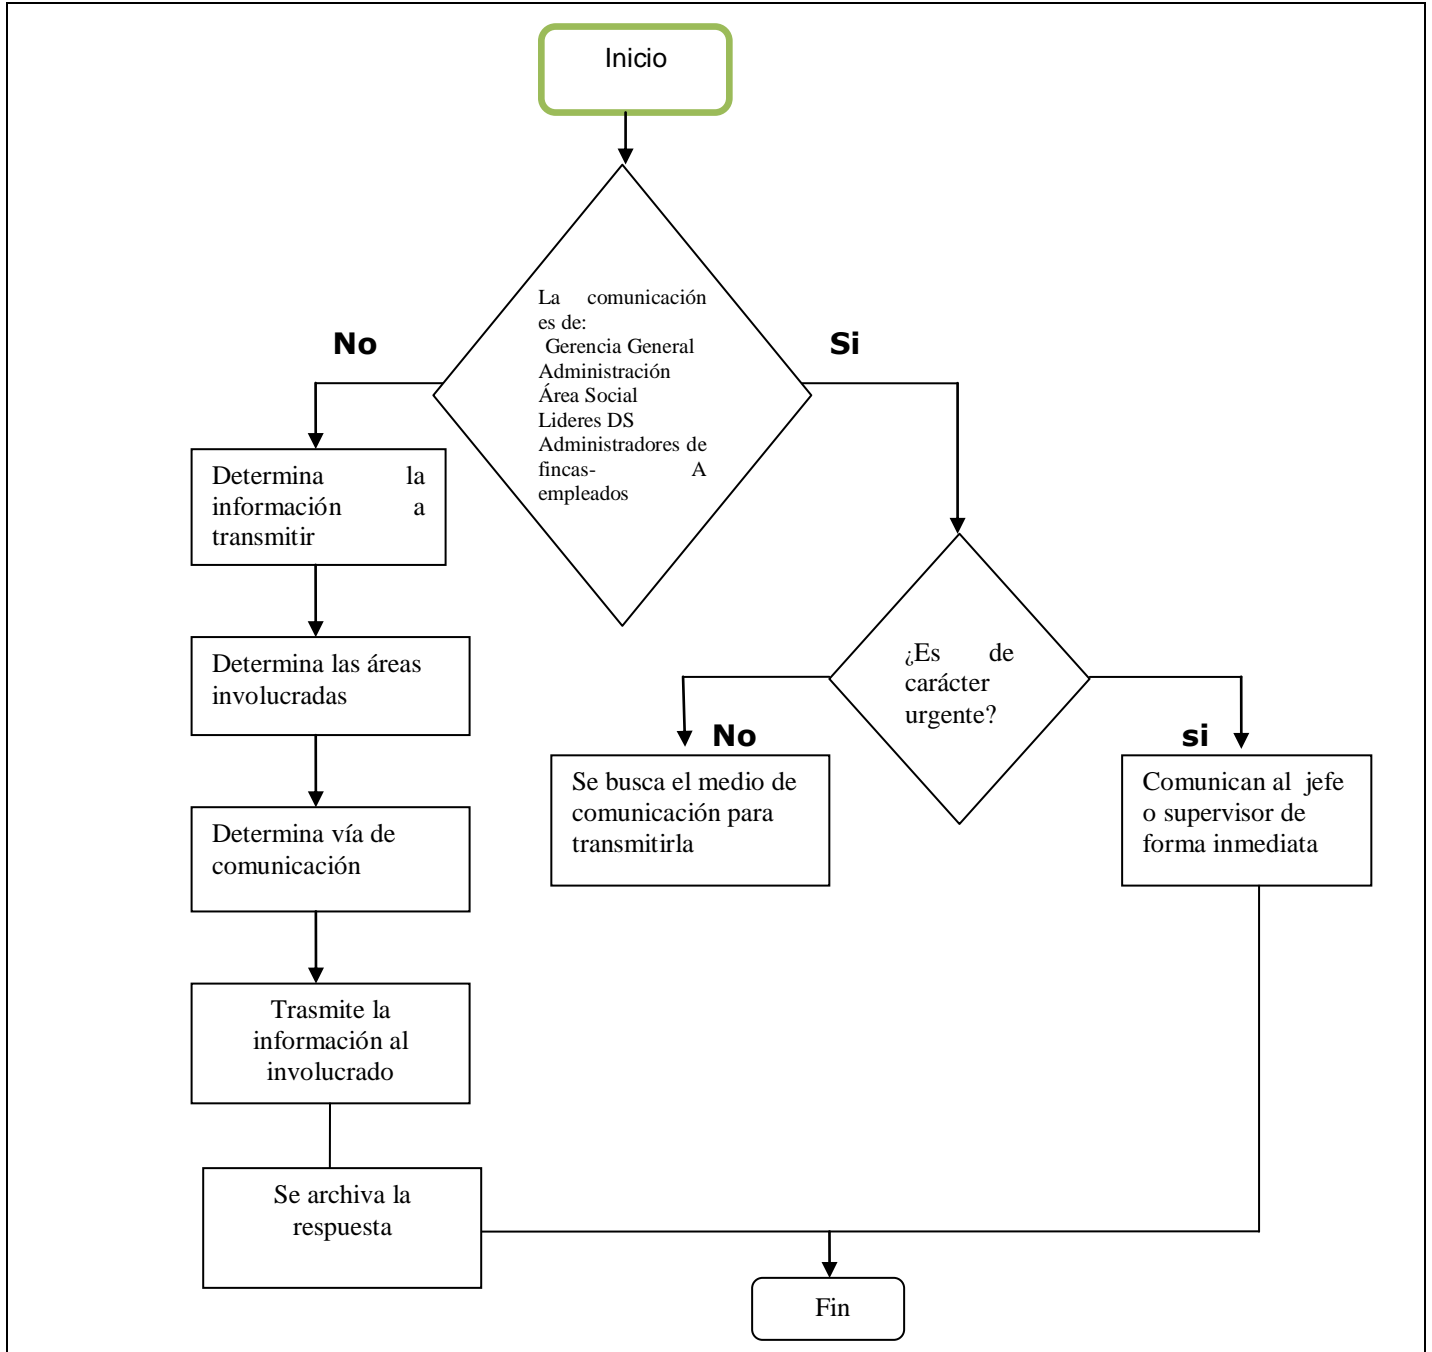 Inicio
La comunicación
es de:
Gerencia General
Administración
Área Social
Lideres DS
Administradores de
fincas- A
empleados
No
Si
Determina la
información a
transmitir
Determina las áreas
involucradas
Determina vía de
comunicación
Trasmite la
información al
involucrado
Se archiva la
respuesta
¿Es de
carácter
urgente?
No
si
Se busca el medio de
comunicación para
transmitirla
Comunican al jefe
o supervisor de
forma inmediata
Fin